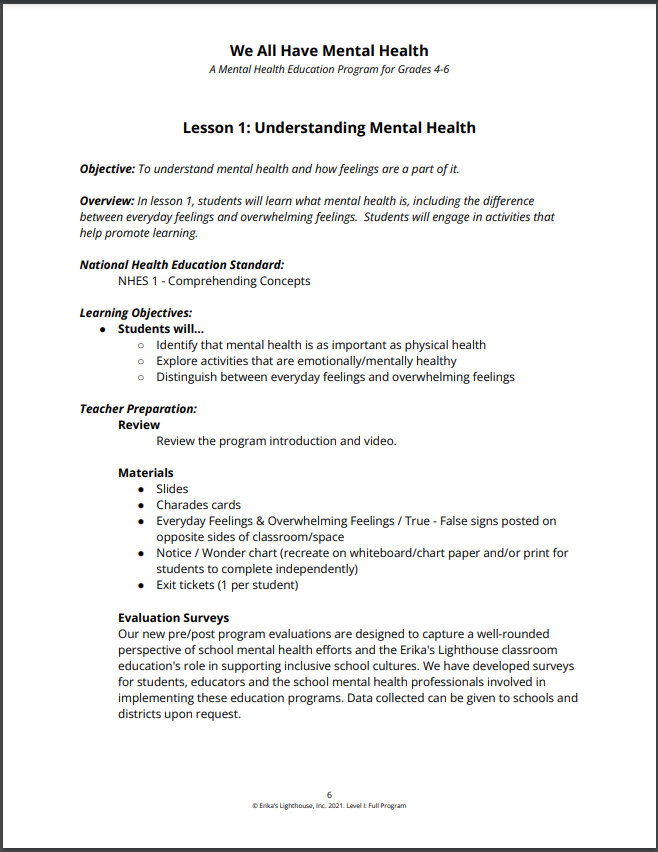 We All Have Mental Health
A Mental Health Education Program for Grades 4-6
Lesson 1: Understanding Mental Health
Objective: To understand mental health and how feelings are a part of it.
Overview: In lesson 1, students will learn what mental health is, including the difference
between everyday feelings and overwhelming feelings. Students will engage in activities that
help promote learning.
National Health Education Standard:
NHES 1 - Comprehending Concepts
Learning Objectives:
● Students will...
○ Identify that mental health is as important as physical health
○ Explore activities that are emotionally/mentally healthy
○ Distinguish between everyday feelings and overwhelming feelings
Teacher Preparation:
Review
Review the program introduction and video.
Materials
● Slides
● Charades cards
● Everyday Feelings & Overwhelming Feelings / True - False signs posted on
opposite sides of classroom/space
● Notice / Wonder chart (recreate on whiteboard/chart paper and/or print for
students to complete independently)
● Exit tickets (1 per student)
Evaluation Surveys
Our new pre/post program evaluations are designed to capture a well-rounded
perspective of school mental health efforts and the Erika's Lighthouse classroom
education's role in supporting inclusive school cultures. We have developed surveys
for students, educators and the school mental health professionals involved in
implementing these education programs. Data collected can be given to schools and
districts upon request.
6
© Erika's Lighthouse, Inc. 2021. Level I: Full Program